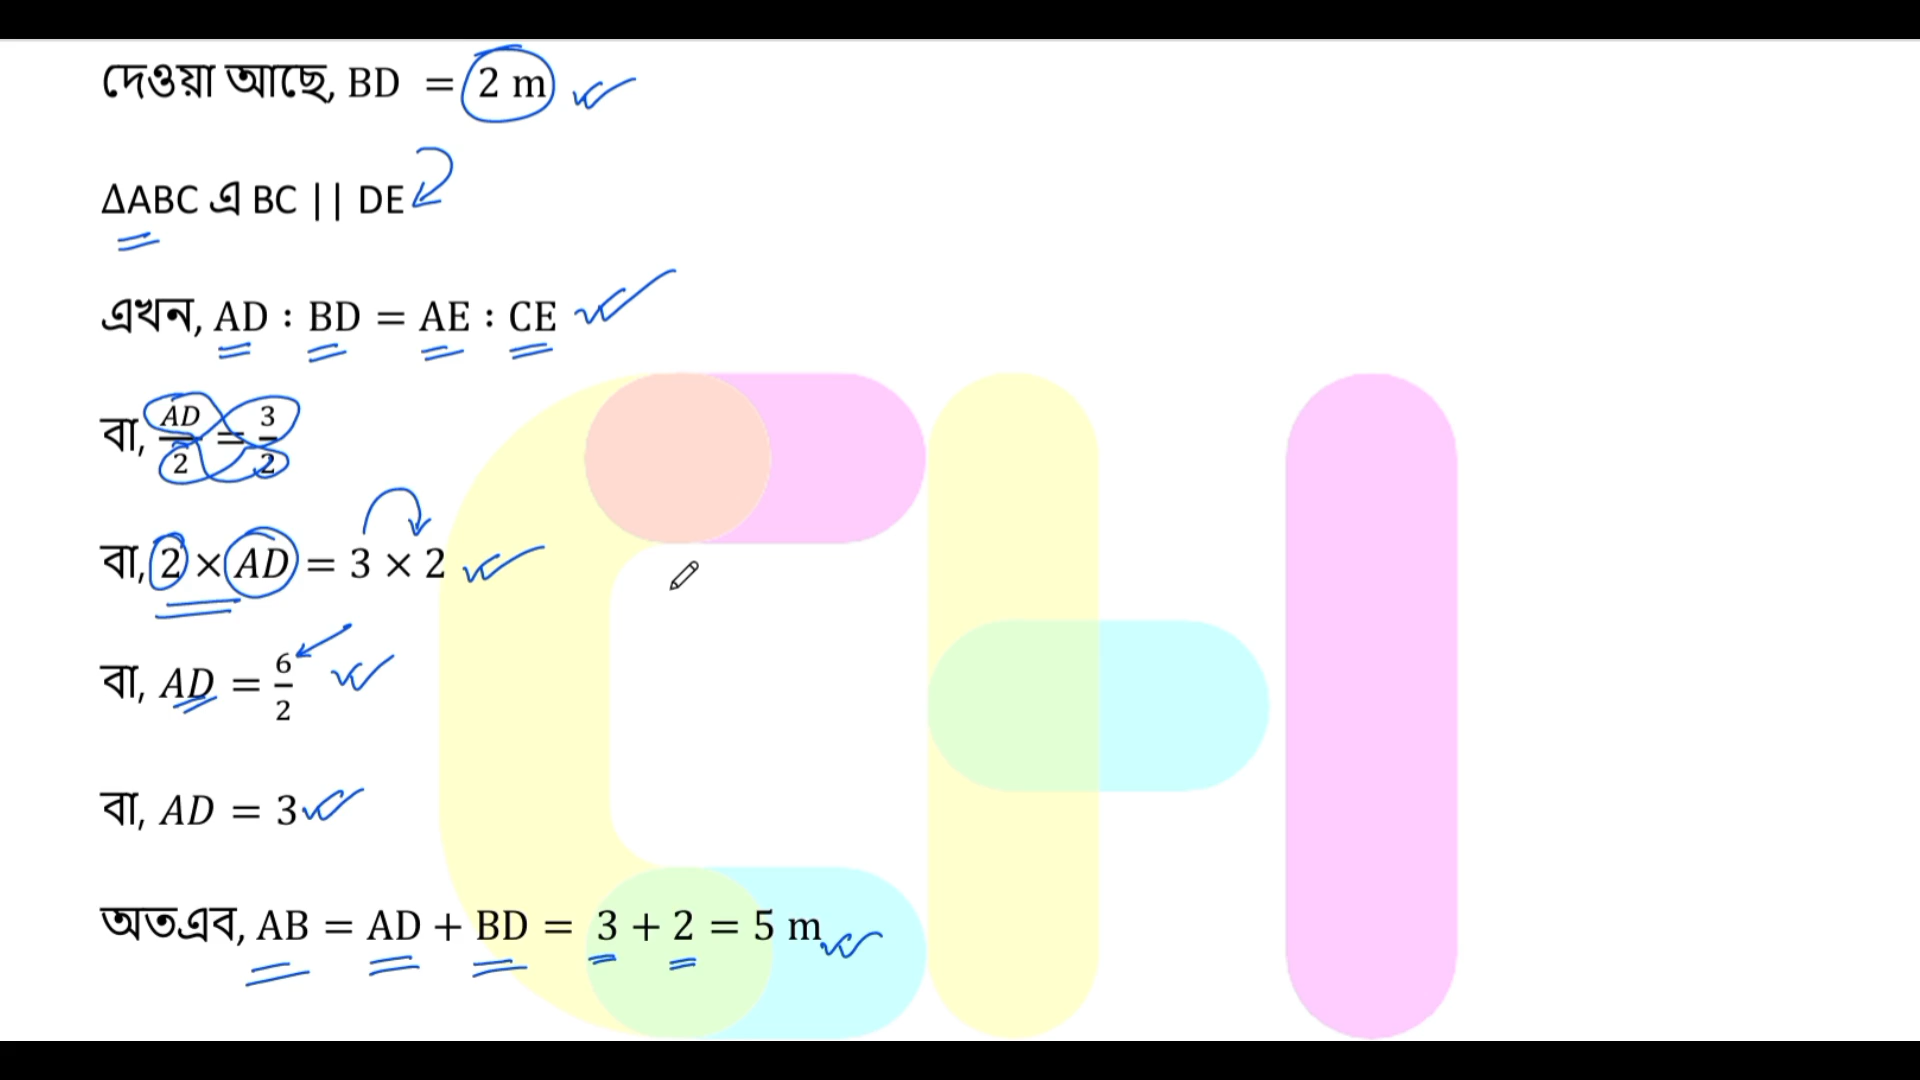 দেওয়া আছে, BD = 2 m
ΔABC এ BC || DE
এখন, AD : BD = AE : CE
বা, AD/2 = 3/2
বা, 2 × AD = 3 × 2
বা, AD = 6/2
বা, AD = 3
অতএব, AB = AD + BD = 3 + 2 = 5 m